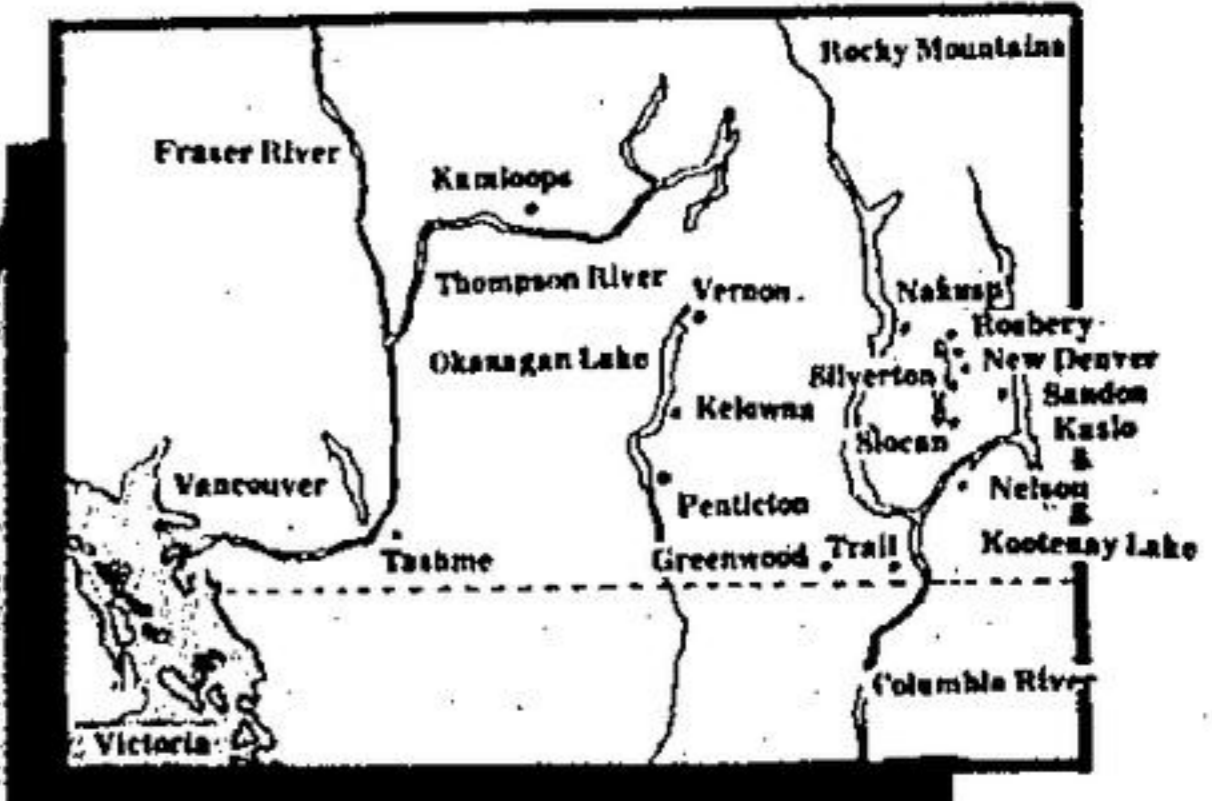 Rocky Mountains
Fraser River
Kamloops
Thompson River
Vernon
Nakusp
Rosbery
Okanagan Lake
New Denver
Silverton
Sandon
Kelowna
Kaslo
Slocan
&
Vancouver
Nelson
Penticton
&
Kootenay Lake
Tashme
Greenwood
Trail
Columbia River
Victoria